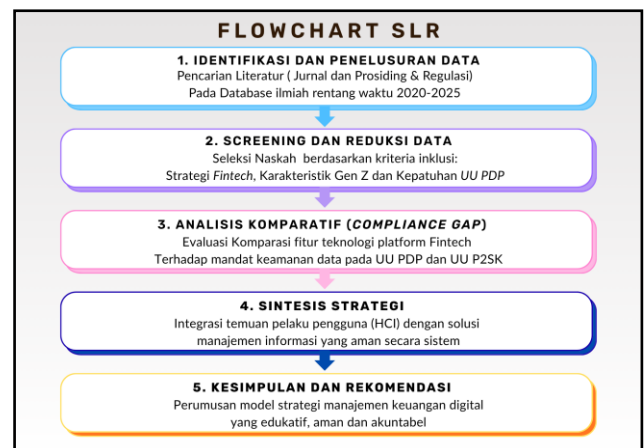 FLOWCHART SLR
1. IDENTIFIKASI DAN PENELUSURAN DATA
Pencarian Literatur ( Jurnal dan Prosiding & Regulasi)
Pada Database ilmiah rentang waktu 2020-2025
2. SCREENING DAN REDUKSI DATA
Seleksi Naskah berdasarkan kriteria inklusi:
Strategi Fintech, Karakteristik Gen Z dan Kepatuhan UU PDP
3. ANALISIS KOMPARATIF (COMPLIANCE GAP)
Evaluasi Komparasi fitur teknologi platform Fintech
Terhadap mandat keamanan data pada UU PDP dan UU P2SK
4. SINTESIS STRATEGI
Integrasi temuan pelaku pengguna (HCI) dengan solusi
manajemen informasi yang aman secara sistem
5. KESIMPULAN DAN REKOMENDASI
Perumusan model strategi manajemen keuangan digital
yang edukatif, aman dan akuntabel